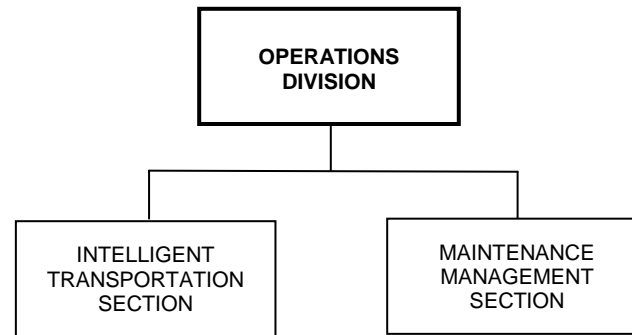 OPERATIONS
DIVISION
INTELLIGENT
TRANSPORTATION
SECTION
MAINTENANCE
MANAGEMENT
SECTION